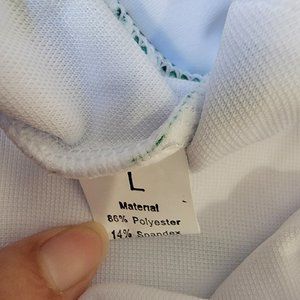 L
Material
86% Polyester
14% Spandex